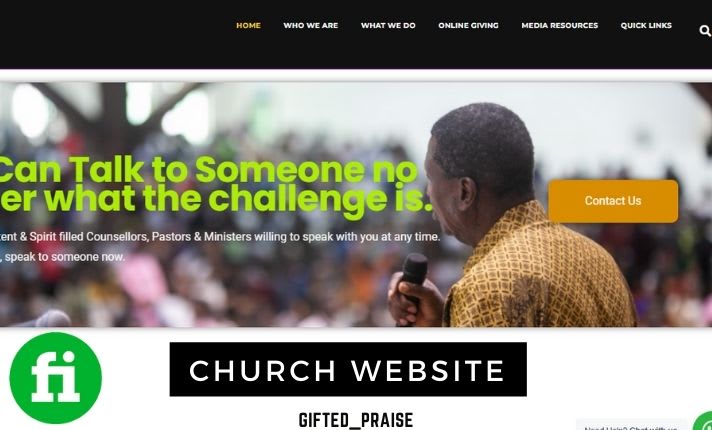 HOME WHO WE ARE WHAT WE DO ONLINE GIVING MEDIA RESOURCES QUICK LINKS
Can Talk to Someone no
er what the challenge is.
Contact Us
ent & Spirit filled Counsellors, Pastors & Ministers willing to speak with you at any time.
, speak to someone now.
fi
CHURCH WEBSITE
GIFTED_PRAISE
Need Help? Chat with us